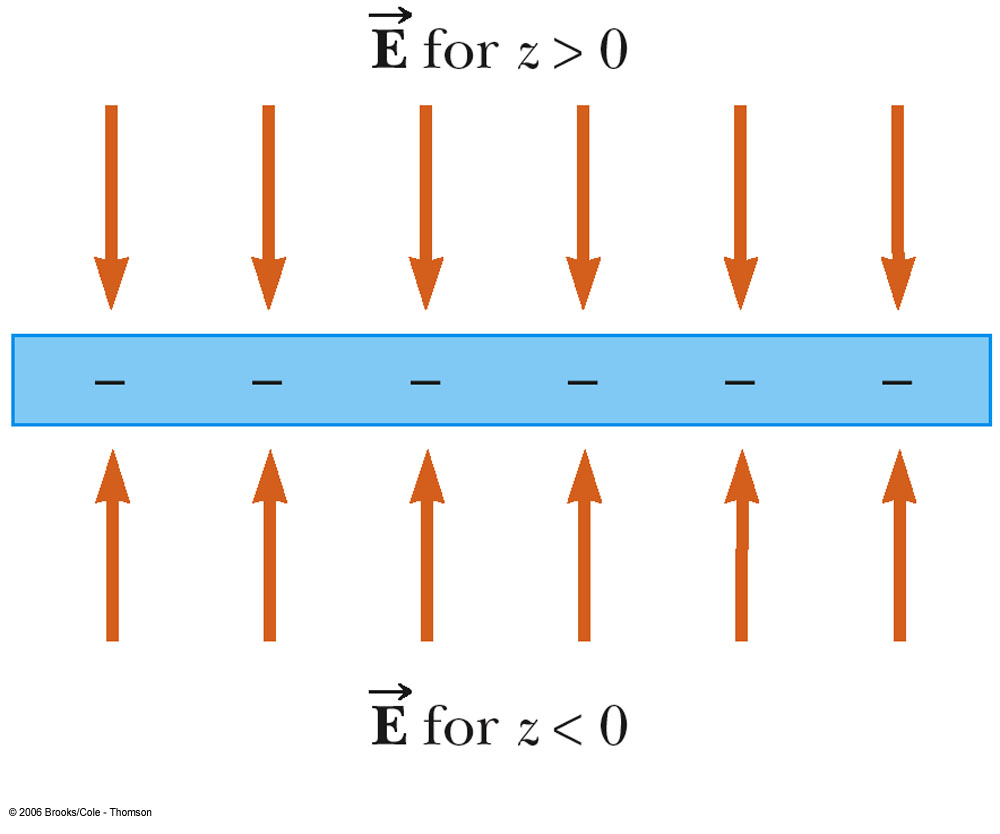 E for z > 0
– – – – – –
E for z < 0
© 2006 Brooks/Cole - Thomson